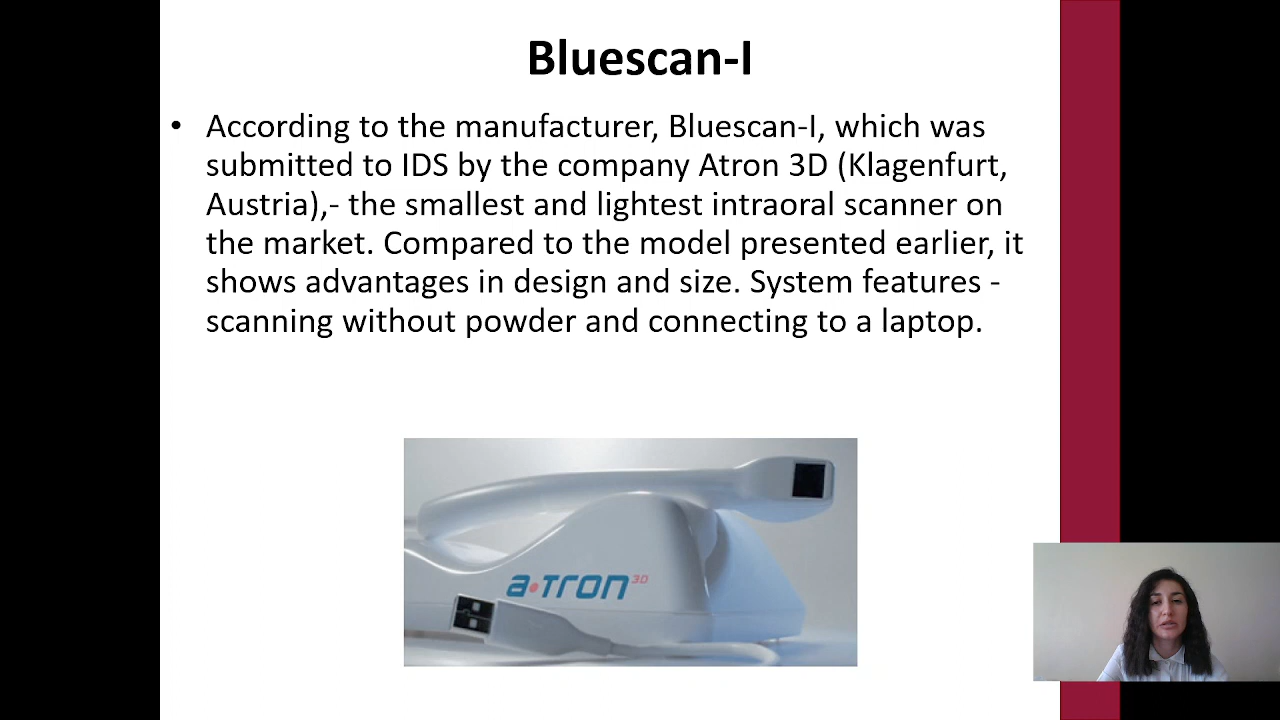 Bluescan-I
• According to the manufacturer, Bluescan-I, which was
submitted to IDS by the company Atron 3D (Klagenfurt,
Austria),- the smallest and lightest intraoral scanner on
the market. Compared to the model presented earlier, it
shows advantages in design and size. System features -
scanning without powder and connecting to a laptop.
a•tron 3D